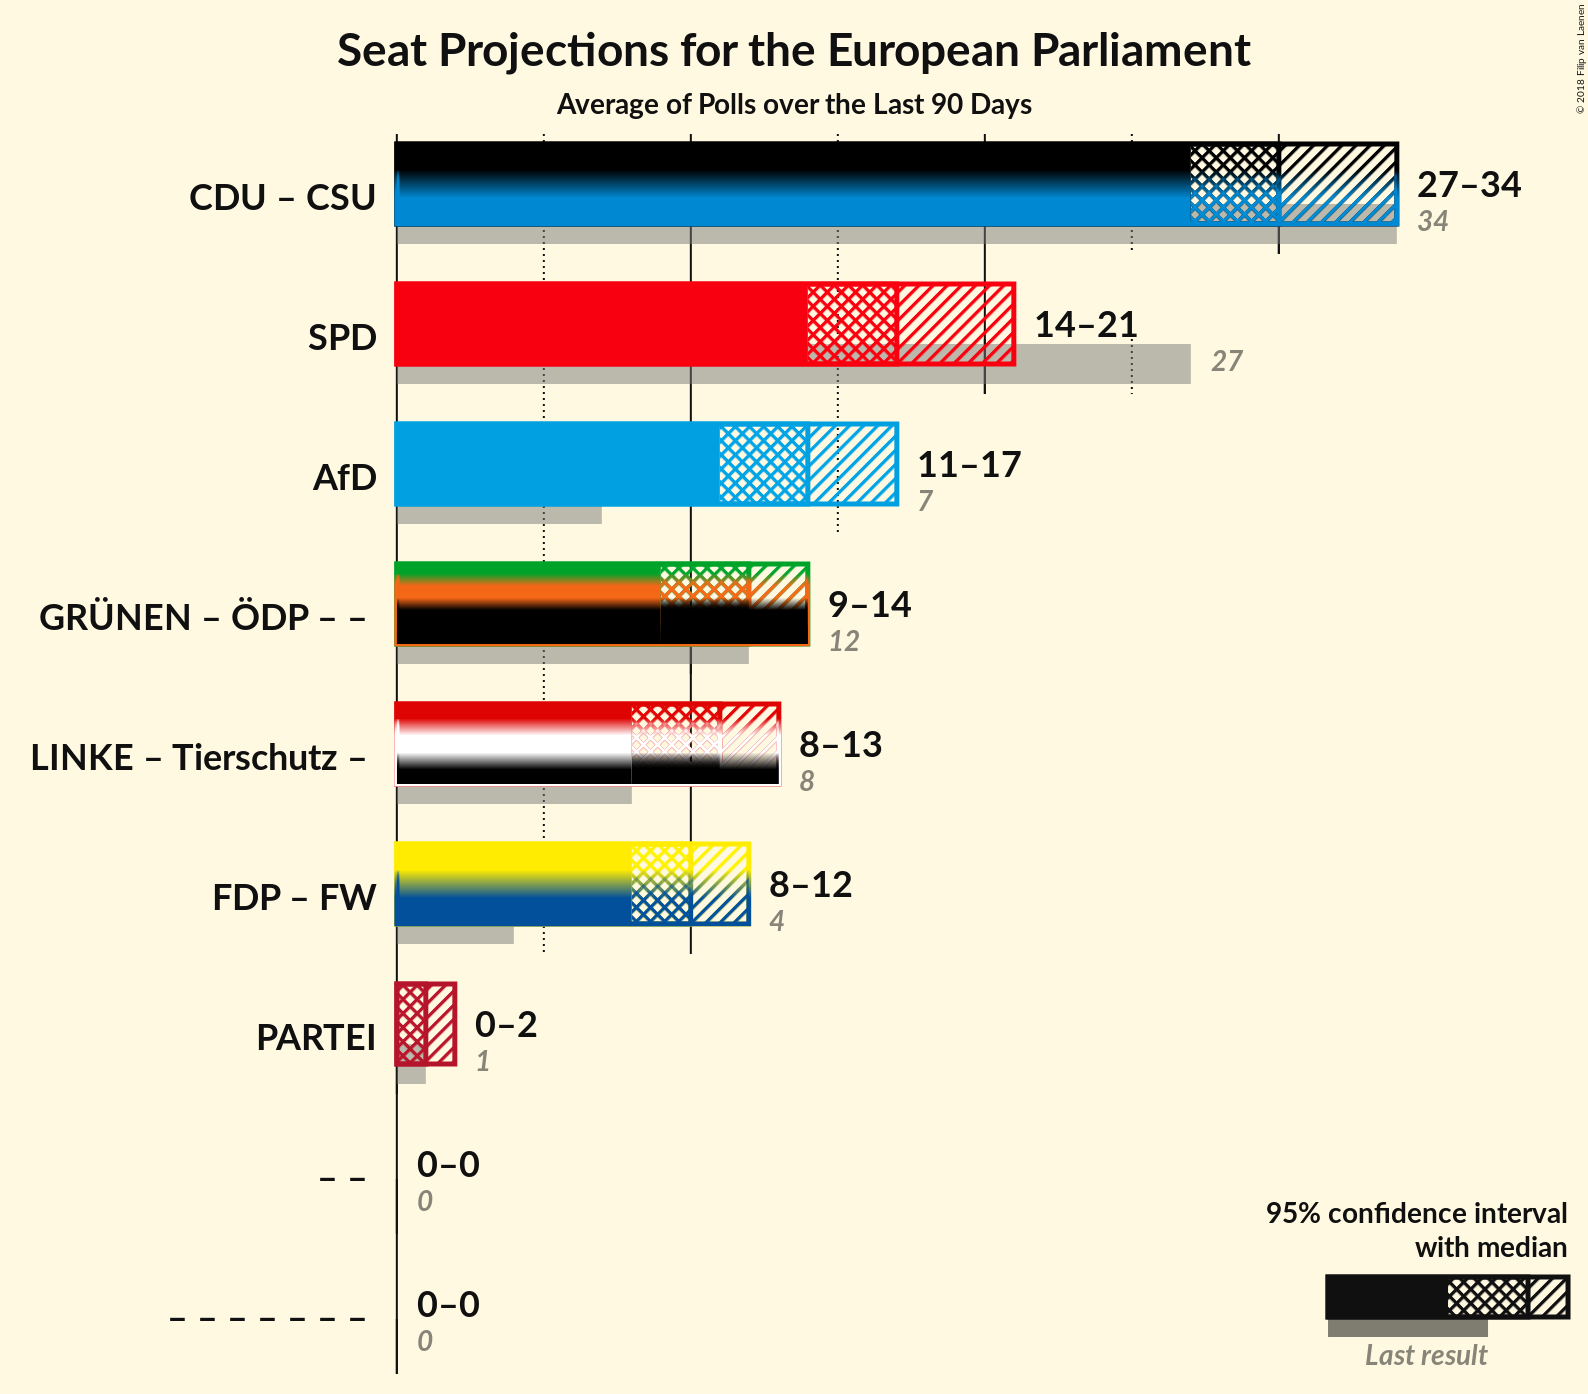 Seat Projections for the European Parliament
Average of Polls over the Last 90 Days
© 2018 Filip van Laenen
CDU – CSU
27–34
34
SPD
14–21
27
AfD
11–17
7
GRÜNEN – ÖDP – –
9–14
12
LINKE – Tierschutz –
8–13
8
FDP – FW
8–12
4
PARTEI
0–2
1
– –
0–0
0
– – – – – – –
0–0
0
95% confidence interval
with median
Last result